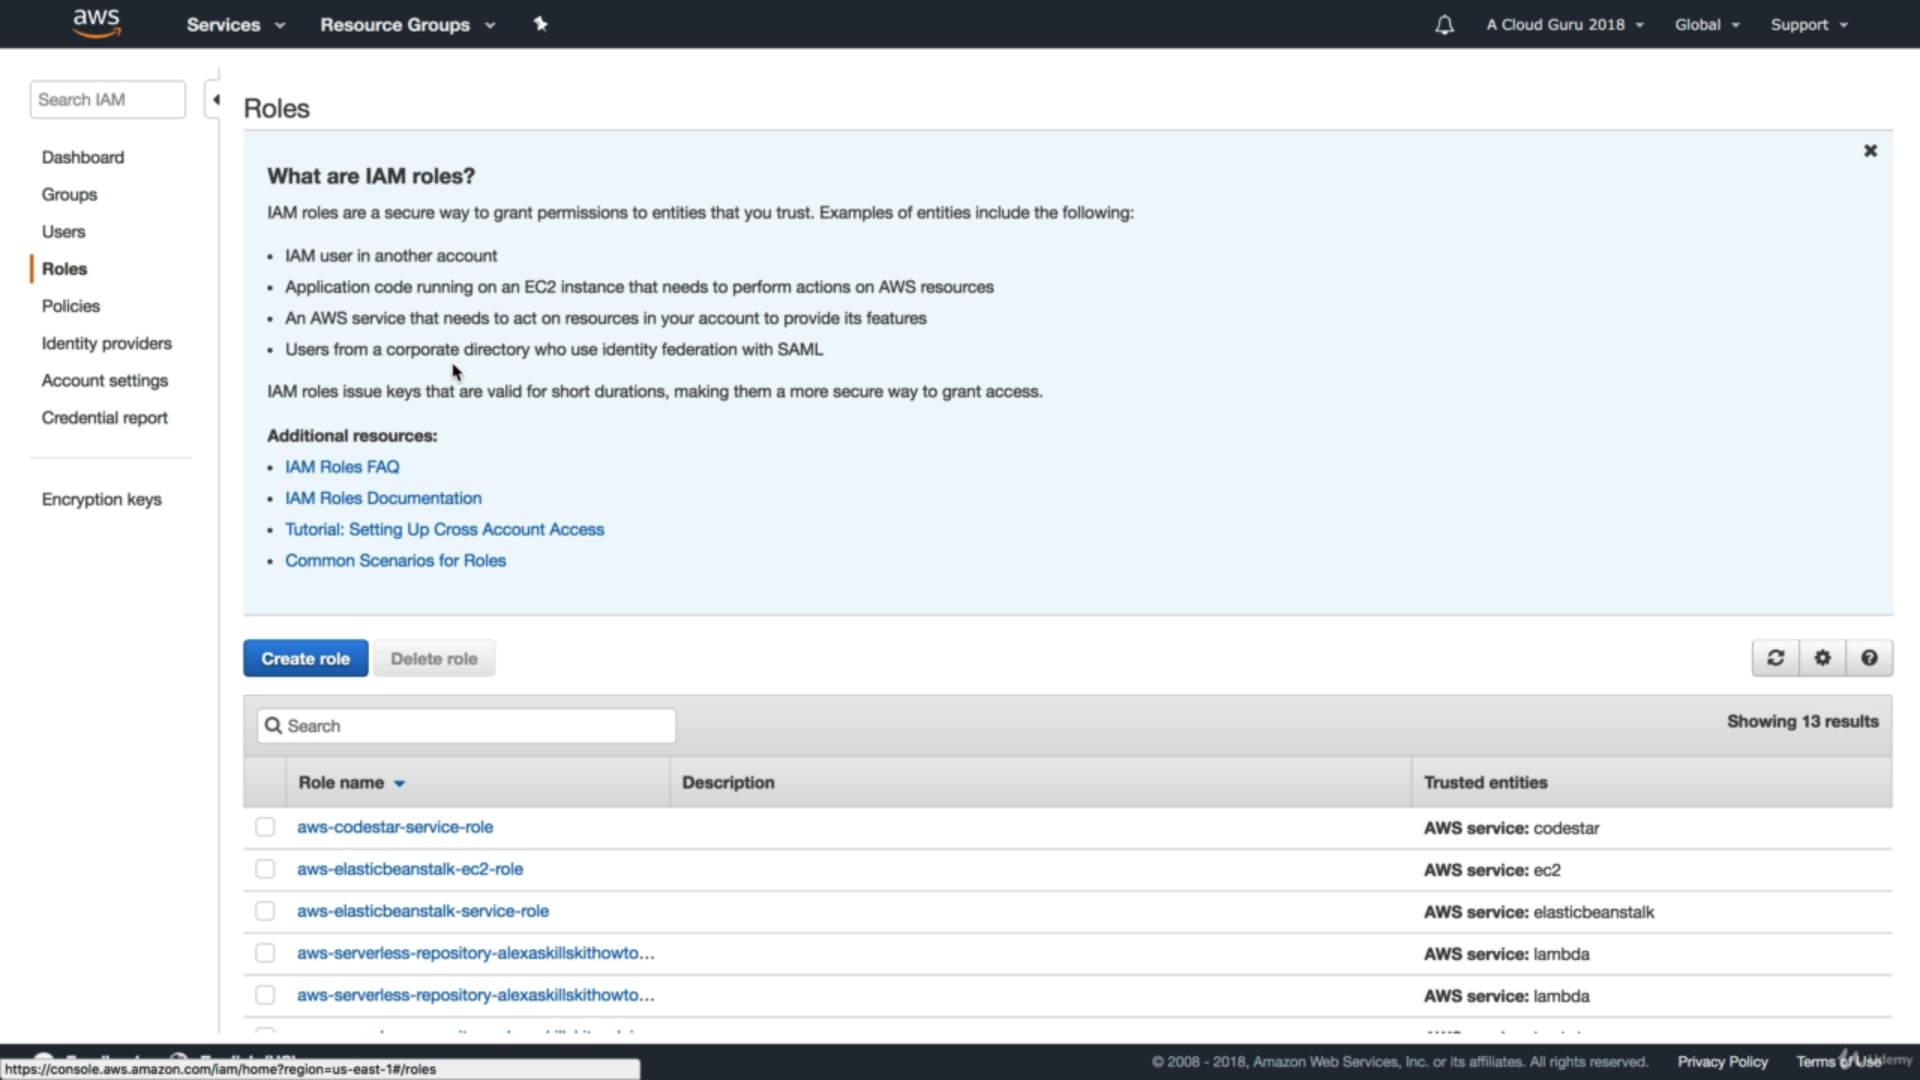 aws Services Resource Groups A Cloud Guru 2018 Global Support
Search IAM
Dashboard
Groups
Users
Roles
Policies
Identity providers
Account settings
Credential report
Encryption keys
Roles
What are IAM roles?
IAM roles are a secure way to grant permissions to entities that you trust. Examples of entities include the following:
• IAM user in another account
• Application code running on an EC2 instance that needs to perform actions on AWS resources
• An AWS service that needs to act on resources in your account to provide its features
• Users from a corporate directory who use identity federation with SAML
IAM roles issue keys that are valid for short durations, making them a more secure way to grant access.
Additional resources:
• IAM Roles FAQ
• IAM Roles Documentation
• Tutorial: Setting Up Cross Account Access
• Common Scenarios for Roles
Create role Delete role
Search Showing 13 results
Role name Description Trusted entities
aws-codestar-service-role AWS service: codestar
aws-elasticbeanstalk-ec2-role AWS service: ec2
aws-elasticbeanstalk-service-role AWS service: elasticbeanstalk
aws-serverless-repository-alexaskillskithowto... AWS service: lambda
aws-serverless-repository-alexaskillskithowto... AWS service: lambda
© 2008 - 2018, Amazon Web Services, Inc. or its affiliates. All rights reserved. Privacy Policy Terms of Use
Udemy
https://console.aws.amazon.com/iam/home?region=us-east-1#/roles